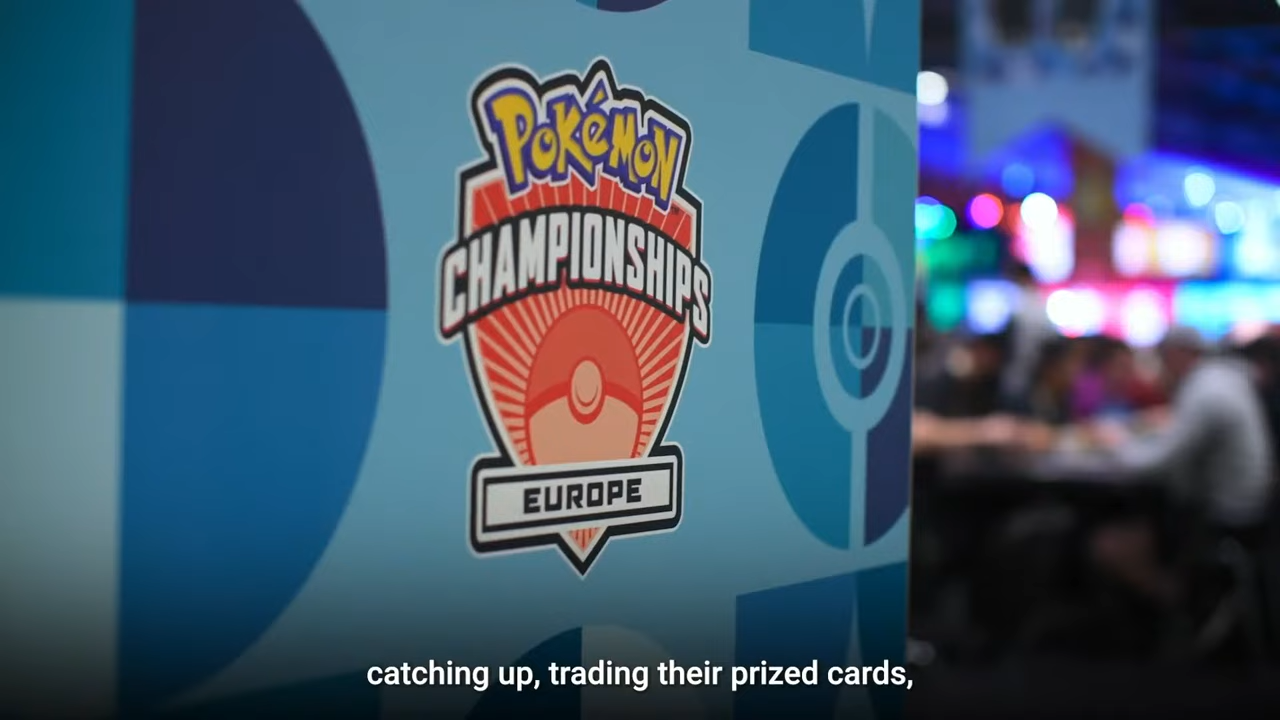 POKéMON
CHAMPIONSHIPS
EUROPE
catching up, trading their prized cards,